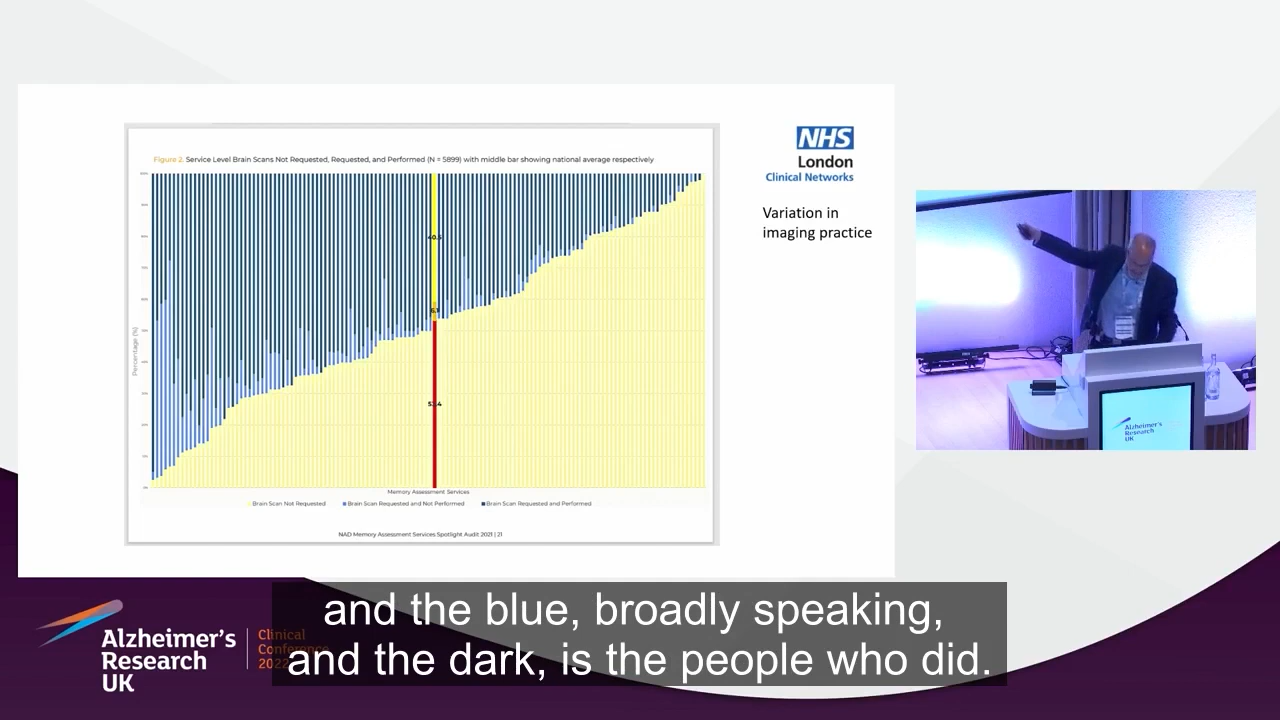 Figure 2. Service Level Brain Scans Not Requested, Requested, and Performed (N = 5899) with middle bar showing national average respectively
NHS
London
Clinical Networks
Variation in
imaging practice
100%
Percentage (%)
Memory Assessment Services
Brain Scan Not Requested
Brain Scan Requested and Not Performed
Brain Scan Requested and Performed
NAD Memory Assessment Services Spotlight Audit 2021 | 21
Alzheimer's
Research
UK
and the blue, broadly speaking,
and the dark, is the people who did.
Alzheimer's
Research
UK
Clinical
Conference
2022